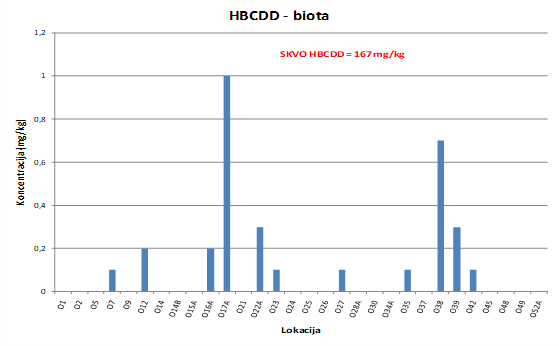 HBCDD - biota
1,2
SKVO HBCDD = 167 mg/kg
1
0,8
0,6
0,4
0,2
0
Koncentracija (mg/kg)
O1 O2 O5 O7 O9 O12 O14 O14B O15A O16A O17A O21 O22A O23 O24 O25 O26 O27 O28A O30 O34A O35 O37 O38 O39 O42 O45 O48 O49 O52A
Lokacija